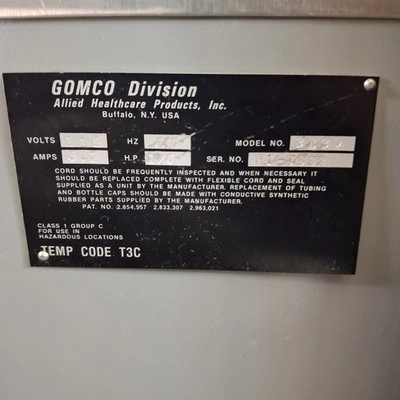 GOMCO Division
Allied Healthcare Products, Inc.
Buffalo, N.Y. USA
VOLTS HZ MODEL NO.
AMPS H.P. SER. NO.
CORD SHOULD BE FREQUENTLY INSPECTED AND WHEN NECESSARY IT
SHOULD BE REPLACED COMPLETE WITH FLEXIBLE CORD AND SEAL
SUPPLIED AS A UNIT BY THE MANUFACTURER. REPLACEMENT OF TUBING
AND BOTTLE CAPS SHOULD BE MADE WITH CONDUCTIVE SYNTHETIC
RUBBER PARTS MANUFACTURER.
PAT. NO. 2,654,557 2,833,307 2,963,021
CLASS 1 GROUP C
FOR USE IN
HAZARDOUS LOCATIONS
TEMP CODE T3C